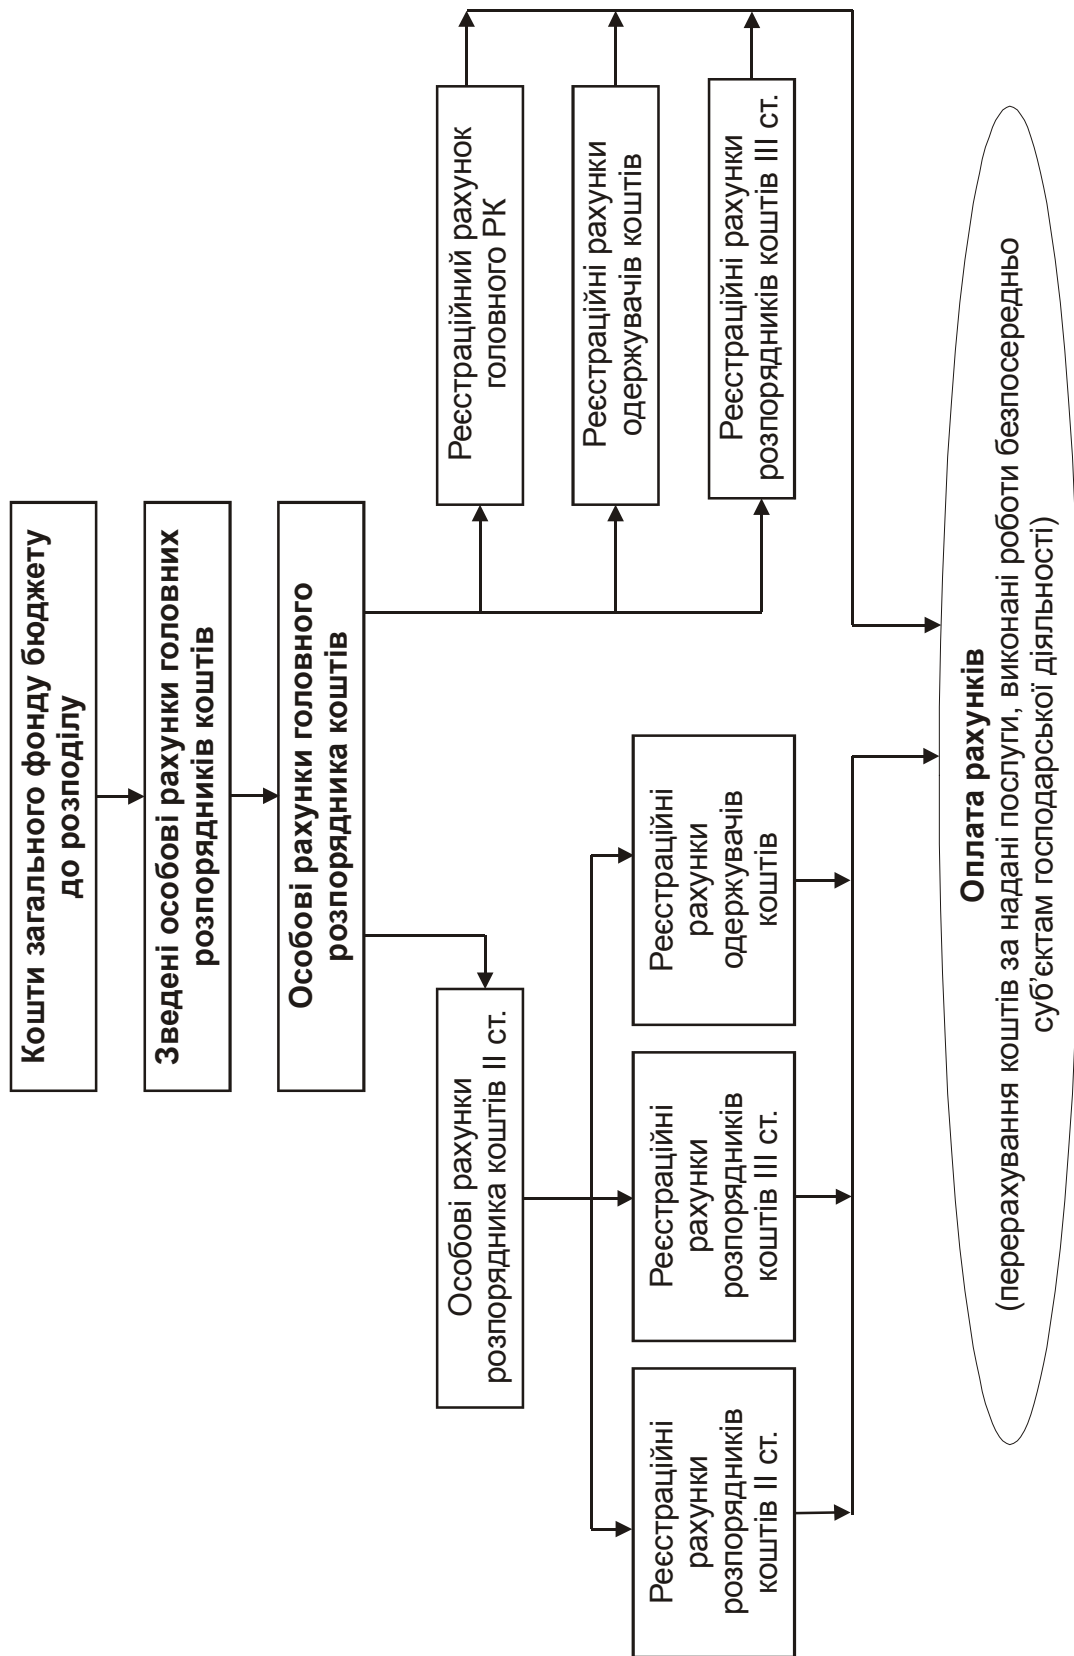 Кошти загального фонду бюджету
до розподілу
Зведені особові рахунки головних
розпорядників коштів
Особові рахунки головного
розпорядника коштів
Особові рахунки
розпорядника коштів II ст.
Реєстраційний рахунок
головного РК
Реєстраційні рахунки
одержувачів коштів
Реєстраційні рахунки
розпорядників коштів III ст.
Реєстраційні
рахунки
розпорядників
коштів II ст.
Реєстраційні
рахунки
розпорядників
коштів III ст.
Реєстраційні
рахунки
одержувачів
коштів
Оплата рахунків
(перерахування коштів за надані послуги, виконані роботи безпосередньо
суб’єктам господарської діяльності)